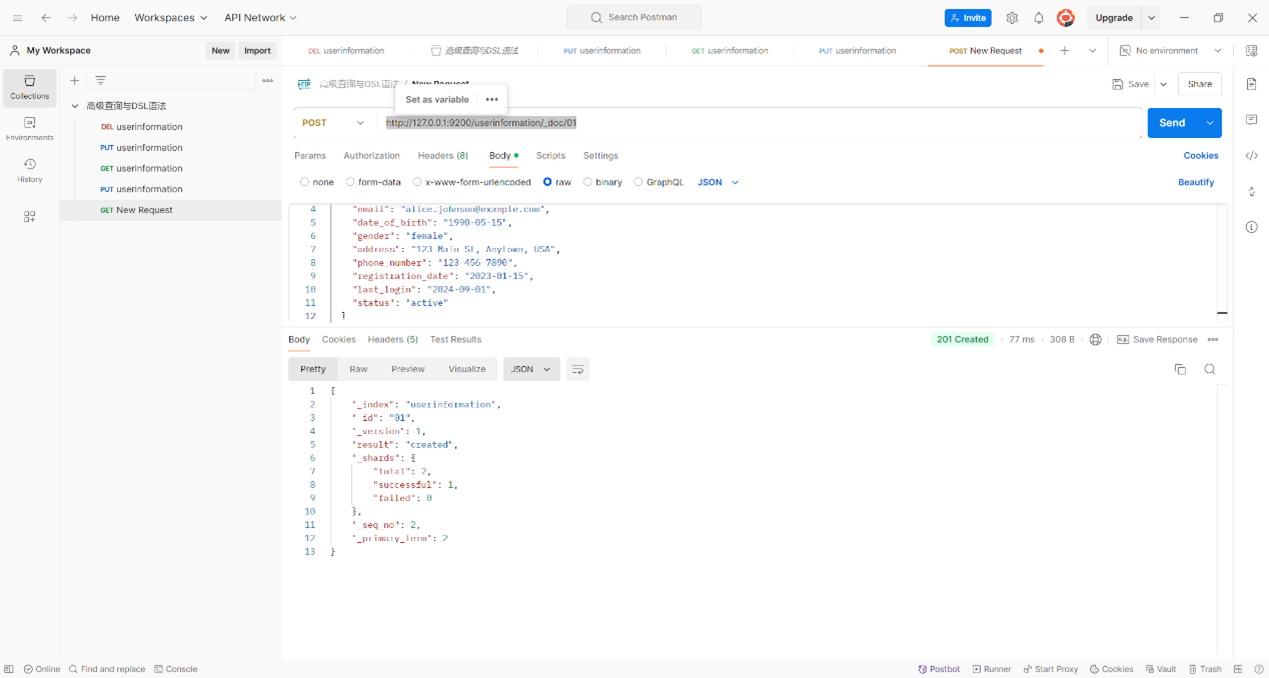 Home Workspaces API Network Search Postman Invite Upgrade
My Workspace New Import DEL userinformation 高级查询与DSL语法 PUT userinformation GET userinformation PUT userinformation POST New Request No environment
Collections
Environments
History
高级查询与DSL语法
DEL userinformation
PUT userinformation
GET userinformation
PUT userinformation
GET New Request
高级查询与DSL语法 / New Request Save Share
Set as variable
POST http://127.0.0.1:9200/userinformation/_doc/01 Send
Params Authorization Headers (8) Body Scripts Settings Cookies
none form-data x-www-form-urlencoded raw binary GraphQL JSON Beautify
4 "email": "alice.johnson@example.com",
5 "date_of_birth": "1990-05-15",
6 "gender": "female",
7 "address": "123 Main St, Anytown, USA",
8 "phone_number": "123-456-7890",
9 "registration_date": "2023-01-15",
10 "last_login": "2024-09-01",
11 "status": "active"
12 }
Body Cookies Headers (5) Test Results 201 Created 77 ms 308 B e.g. Save Response
Pretty Raw Preview Visualize JSON
1 {
2 "_index": "userinformation",
3 "_id": "01",
4 "_version": 1,
5 "result": "created",
6 "_shards": {
7 "total": 2,
8 "successful": 1,
9 "failed": 0
10 },
11 "_seq_no": 2,
12 "_primary_term": 2
13 }
Online Find and replace Console Postbot Runner Start Proxy Cookies Vault Trash